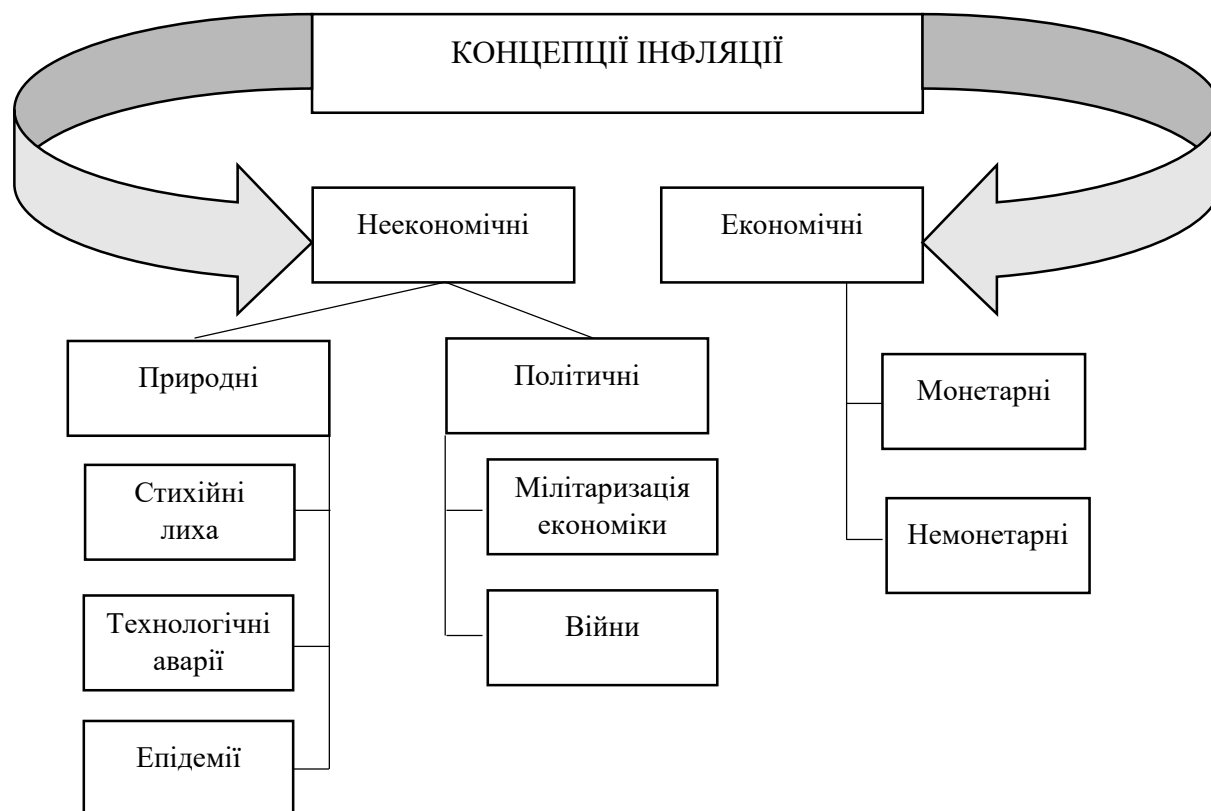 КОНЦЕПЦІЇ ІНФЛЯЦІЇ
Неекономічні
Економічні
Природні
Політичні
Монетарні
Стихійні
лиха
Мілітаризація
економіки
Немонетарні
Технологічні
аварії
Війни
Епідемії